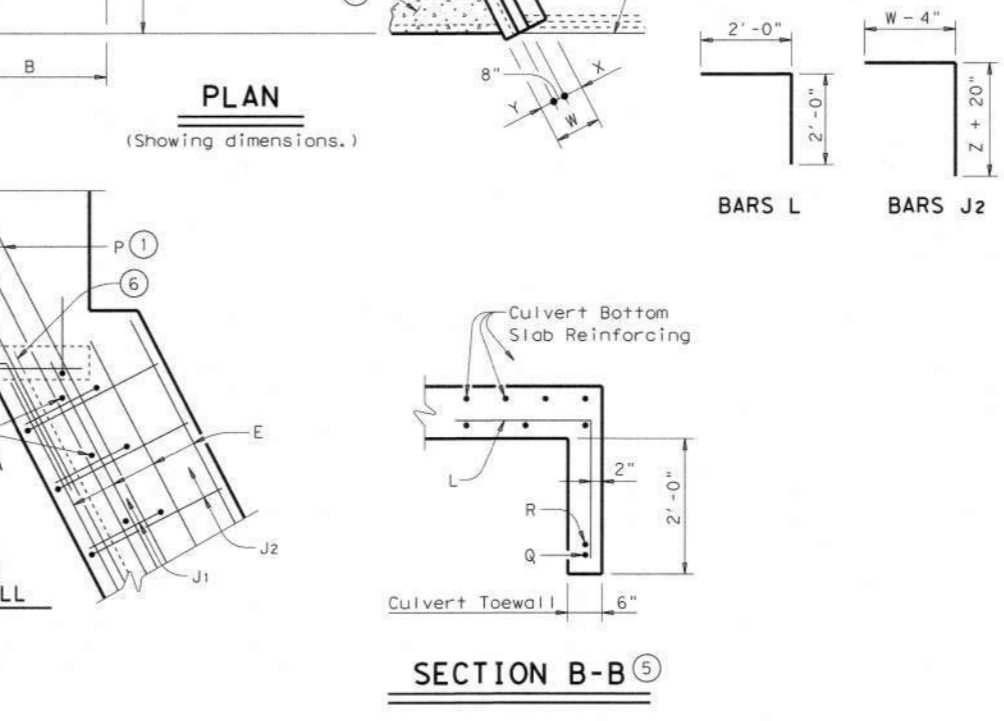 B
PLAN
(Showing dimensions.)
8"
X
Y
W
2'-0"
2'-0"
BARS L
W - 4"
Z + 20"
BARS J2
P 1
6
E
J2
J1
LL
Culvert Bottom
Slab Reinforcing
L
2"
R
Q
2'-0"
Culvert Toewall
6"
SECTION B-B 5